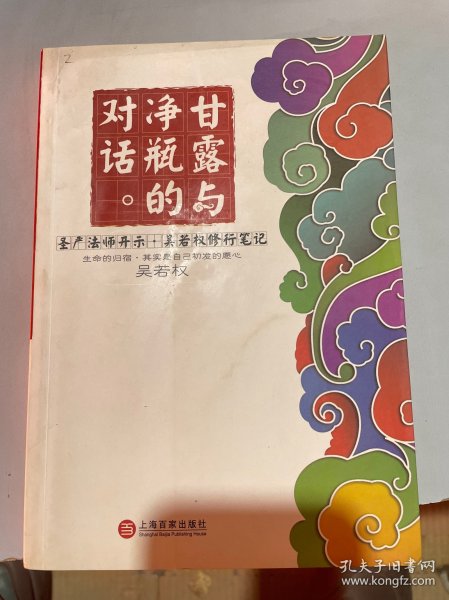 2
甘露与
净瓶的
对话。
圣严法师开示·吴若权修行笔记
生命的归宿·其实是自己初发的愿心
吴若权
上海百家出版社
Shanghai Baijia Publishing House
孔夫子旧书网
www.kongfz.com